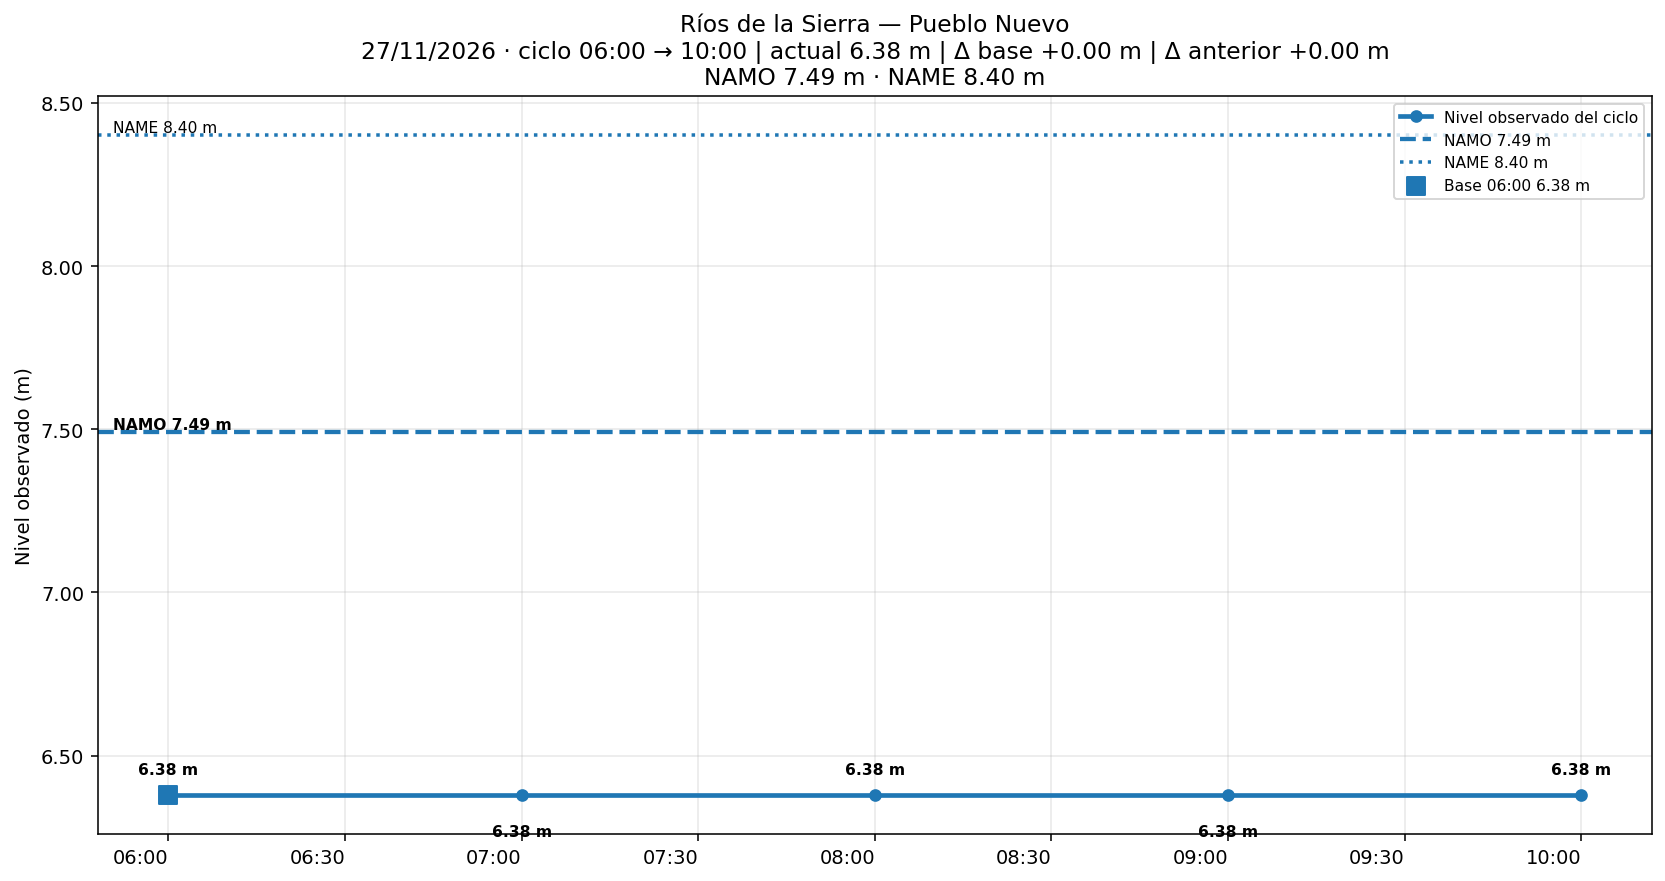 Ríos de la Sierra — Pueblo Nuevo
27/11/2026 · ciclo 06:00 → 10:00 | actual 6.38 m | Δ base +0.00 m | Δ anterior +0.00 m
NAMO 7.49 m · NAME 8.40 m
8.50
NAME 8.40 m
Nivel observado del ciclo
NAMO 7.49 m
NAME 8.40 m
Base 06:00 6.38 m
8.00
Nivel observado (m)
7.50
NAMO 7.49 m
7.00
6.50
6.38 m
6.38 m
6.38 m
6.38 m
6.38 m
06:00
06:30
07:00
07:30
08:00
08:30
09:00
09:30
10:00